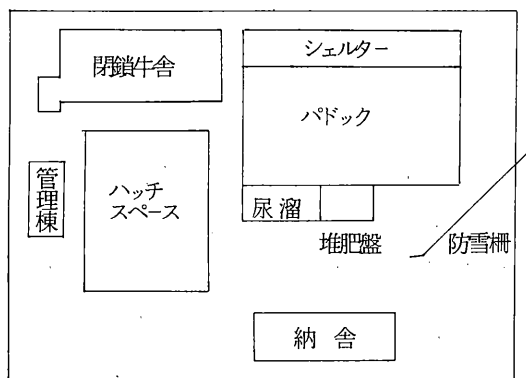 シェルター
閉鎖牛舎
パドック
管理棟
ハッチ
スペース
尿溜
堆肥盤
防雪柵
納舎